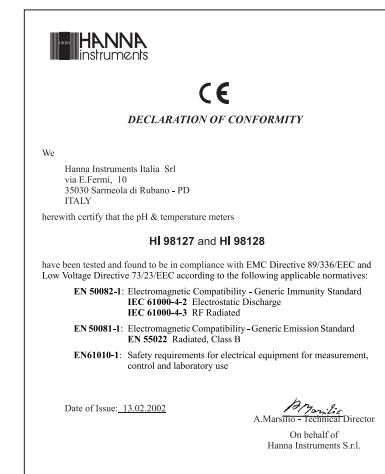 HANNA
instruments
CE
DECLARATION OF CONFORMITY
We
Hanna Instruments Italia Srl
via E.Fermi, 10
35030 Sarmeola di Rubano - PD
ITALY
herewith certify that the pH & temperature meters
HI 98127 and HI 98128
have been tested and found to be in compliance with EMC Directive 89/336/EEC and
Low Voltage Directive 73/23/EEC according to the following applicable normatives:
EN 50082-1: Electromagnetic Compatibility - Generic Immunity Standard
IEC 61000-4-2 Electrostatic Discharge
IEC 61000-4-3 RF Radiated
EN 50081-1: Electromagnetic Compatibility - Generic Emission Standard
EN 55022 Radiated, Class B
EN61010-1: Safety requirements for electrical equipment for measurement,
control and laboratory use
Date of Issue: 13.02.2002
A.Marsilio - Technical Director
On behalf of
Hanna Instruments S.r.l.